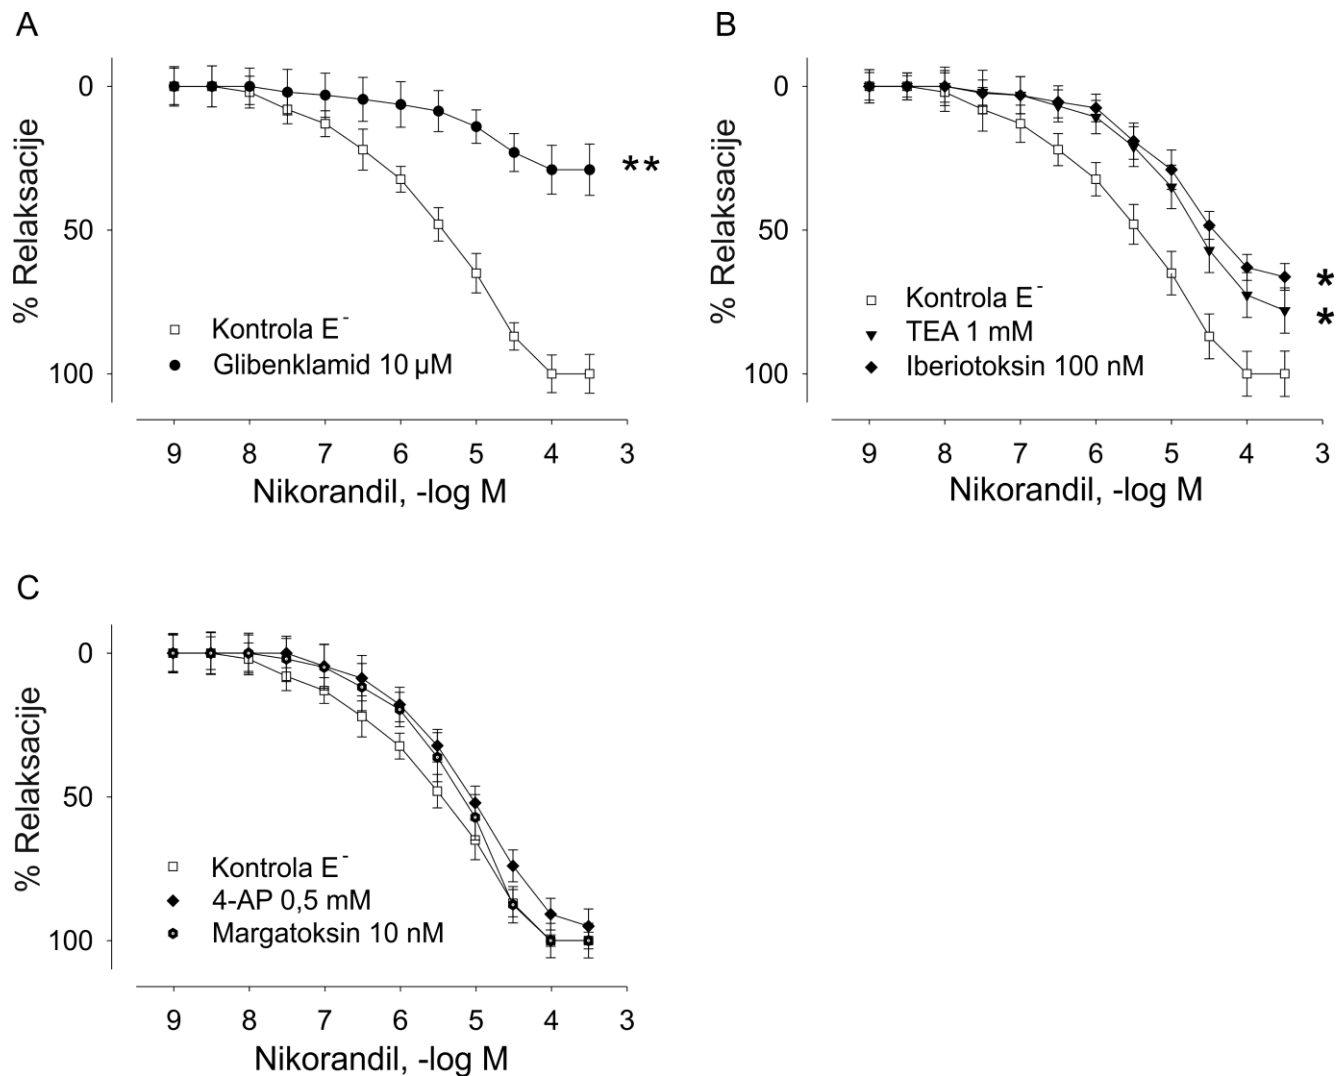 A
% Relaksacije
0
50
100
Kontrola E-
Glibenklamid 10 µM
**
9 8 7 6 5 4 3
Nikorandil, -log M
B
% Relaksacije
0
50
100
Kontrola E-
TEA 1 mM
Iberiotoksin 100 nM
*
*
9 8 7 6 5 4 3
Nikorandil, -log M
C
% Relaksacije
0
50
100
Kontrola E-
4-AP 0,5 mM
Margatoksin 10 nM
9 8 7 6 5 4 3
Nikorandil, -log M